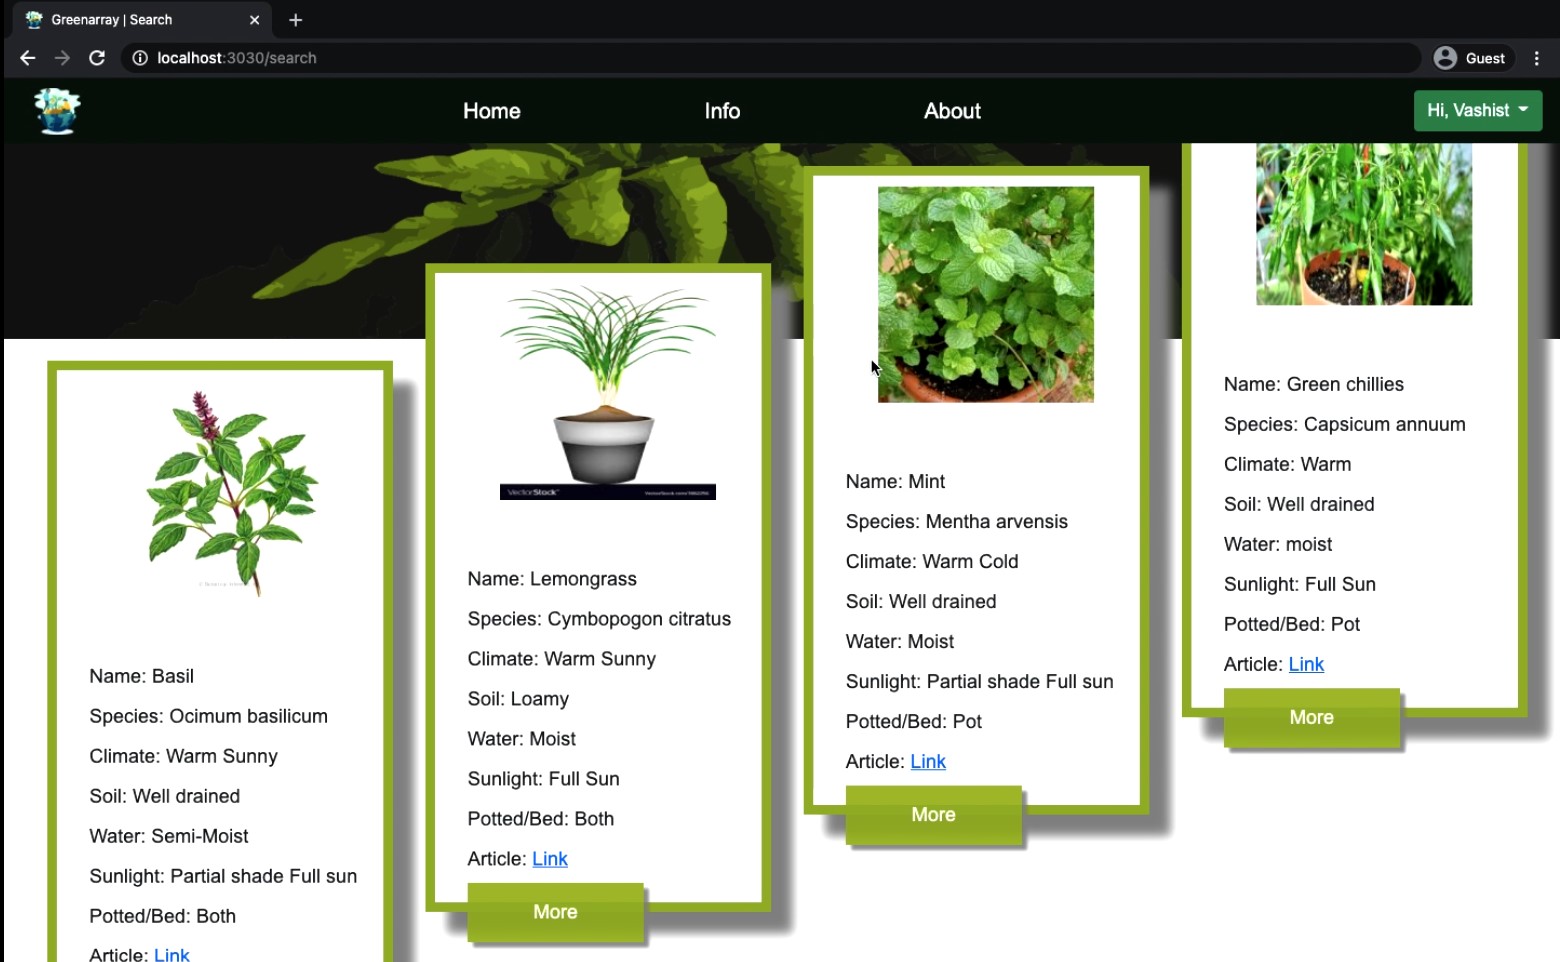 Greenarray | Search
localhost:3030/search
Guest
Home
Info
About
Hi, Vashist
Name: Basil
Species: Ocimum basilicum
Climate: Warm Sunny
Soil: Well drained
Water: Semi-Moist
Sunlight: Partial shade Full sun
Potted/Bed: Both
Article: Link
VectorStock
Name: Lemongrass
Species: Cymbopogon citratus
Climate: Warm Sunny
Soil: Loamy
Water: Moist
Sunlight: Full Sun
Potted/Bed: Both
Article: Link
More
Name: Mint
Species: Mentha arvensis
Climate: Warm Cold
Soil: Well drained
Water: Moist
Sunlight: Partial shade Full sun
Potted/Bed: Pot
Article: Link
More
Name: Green chillies
Species: Capsicum annuum
Climate: Warm
Soil: Well drained
Water: moist
Sunlight: Full Sun
Potted/Bed: Pot
Article: Link
More